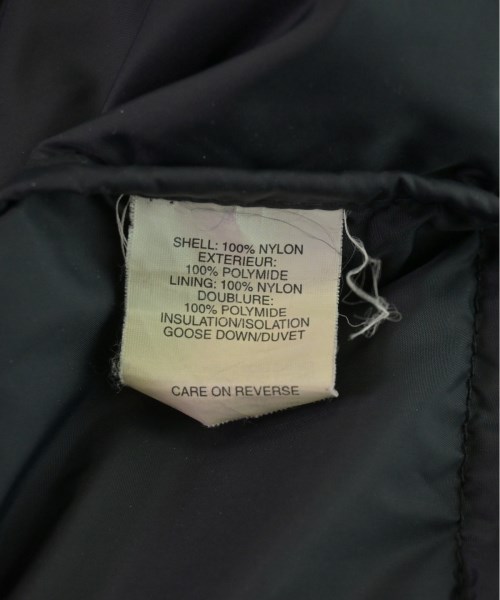 SHELL: 100% NYLON
EXTERIEUR:
100% POLYMIDE
LINING: 100% NYLON
DOUBLURE:
100% POLYMIDE
INSULATION/ISOLATION
GOOSE DOWN/DUVET
CARE ON REVERSE